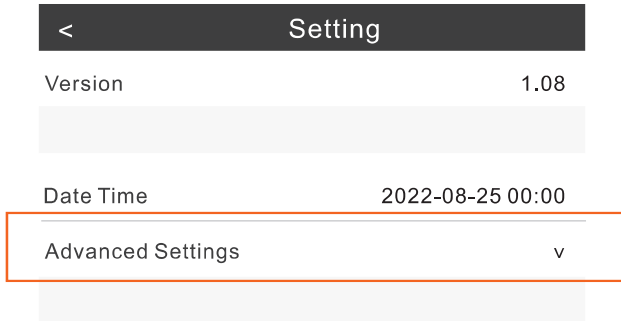 < Setting
Version 1.08
Date Time 2022-08-25 00:00
Advanced Settings v